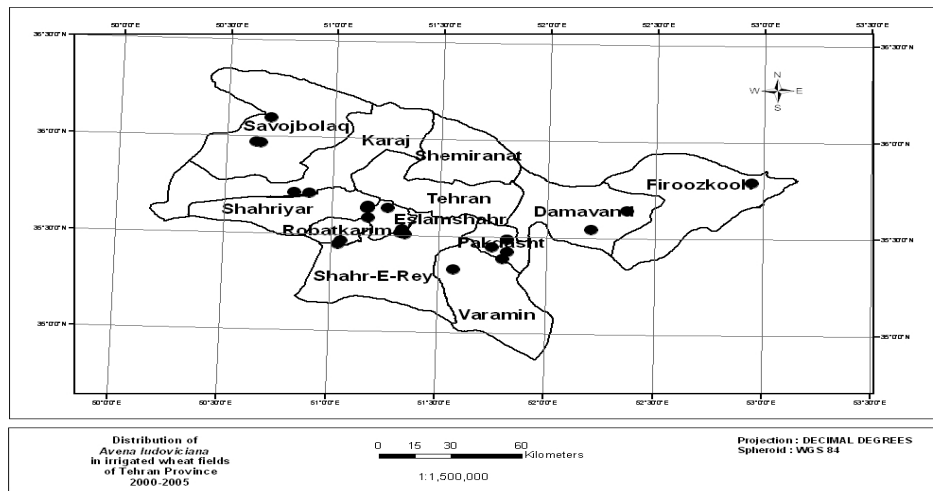 50°0'0"E 50°30'0"E 51°0'0"E 51°30'0"E 52°0'0"E 52°30'0"E 53°0'0"E
36°30'0"N 36°30'0"N
N
W E
S
36°0'0"N 36°0'0"N
Savojbolaq
Karaj
Shemiranat
Firoozkooh
Tehran
Shahriyar
Damavand
Eslamshahr
35°30'0"N 35°30'0"N
Robatkarim
Pakdasht
Shahr-E-Rey
Varamin
35°0'0"N 35°0'0"N
50°0'0"E 50°30'0"E 51°0'0"E 51°30'0"E 52°0'0"E 52°30'0"E 53°0'0"E 53°30'0"E
Distribution of
Avena ludoviciana
in irrigated wheat fields
of Tehran Province
2000-2005
0 15 30 60
Kilometers
1:1,500,000
Projection : DECIMAL DEGREES
Spheroid : WGS 84